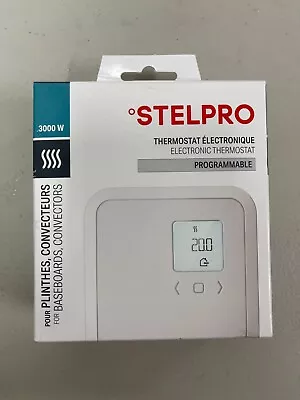 °STELPRO
THERMOSTAT ÉLECTRONIQUE
ELECTRONIC THERMOSTAT
PROGRAMMABLE
3000 W
POUR PLINTHES, CONVECTEURS
FOR BASEBOARDS, CONVECTORS
20.0